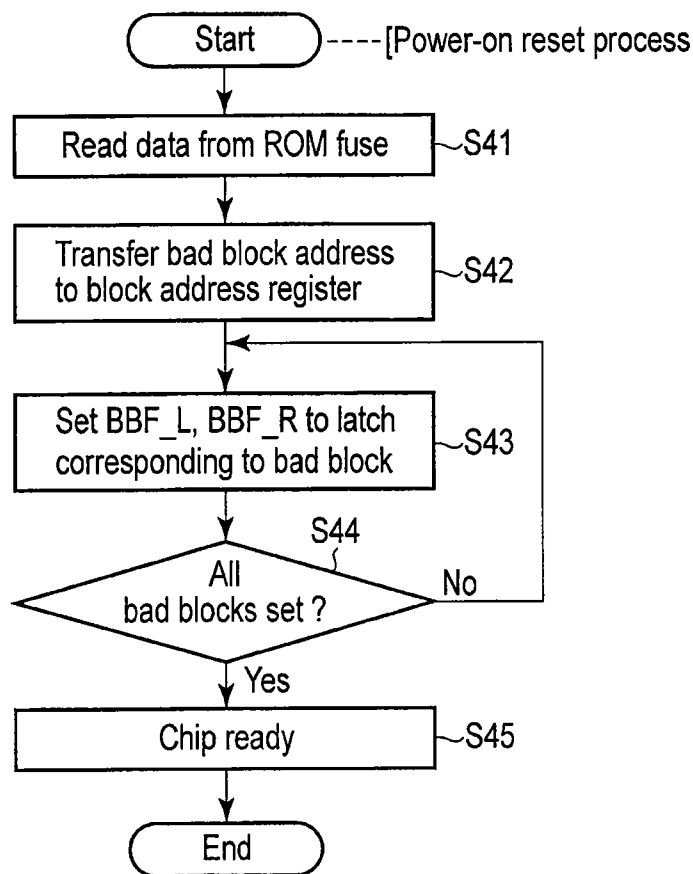 Start
----[Power-on reset process
Read data from ROM fuse
~S41
Transfer bad block address
to block address register
~S42
Set BBF_L, BBF_R to latch
corresponding to bad block
~S43
S44
All
bad blocks set ?
No
Yes
Chip ready
~S45
End